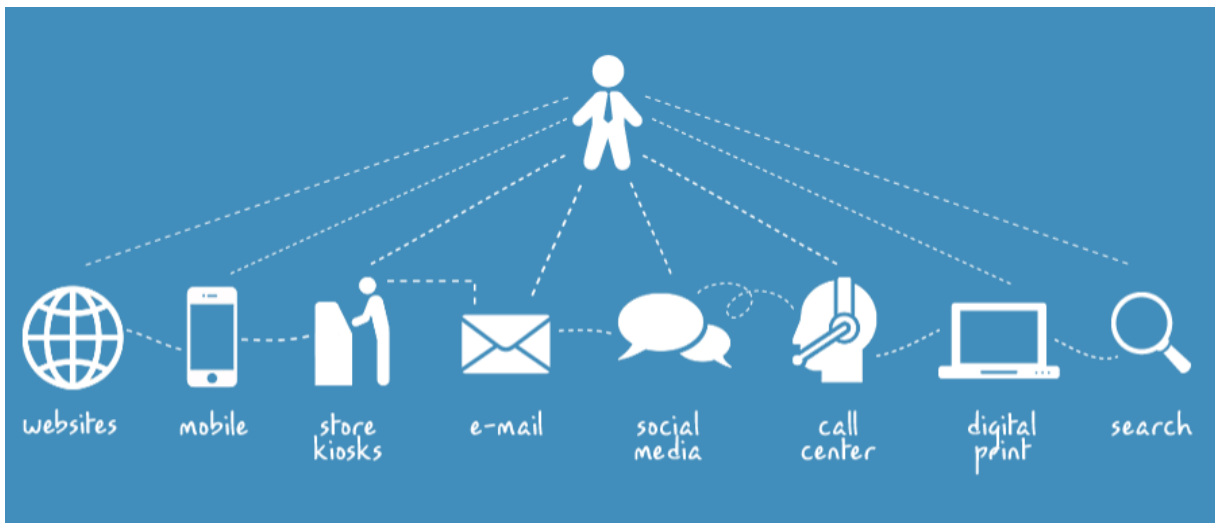 websites
mobile
store
kiosks
e-mail
social
media
call
center
digital
print
search